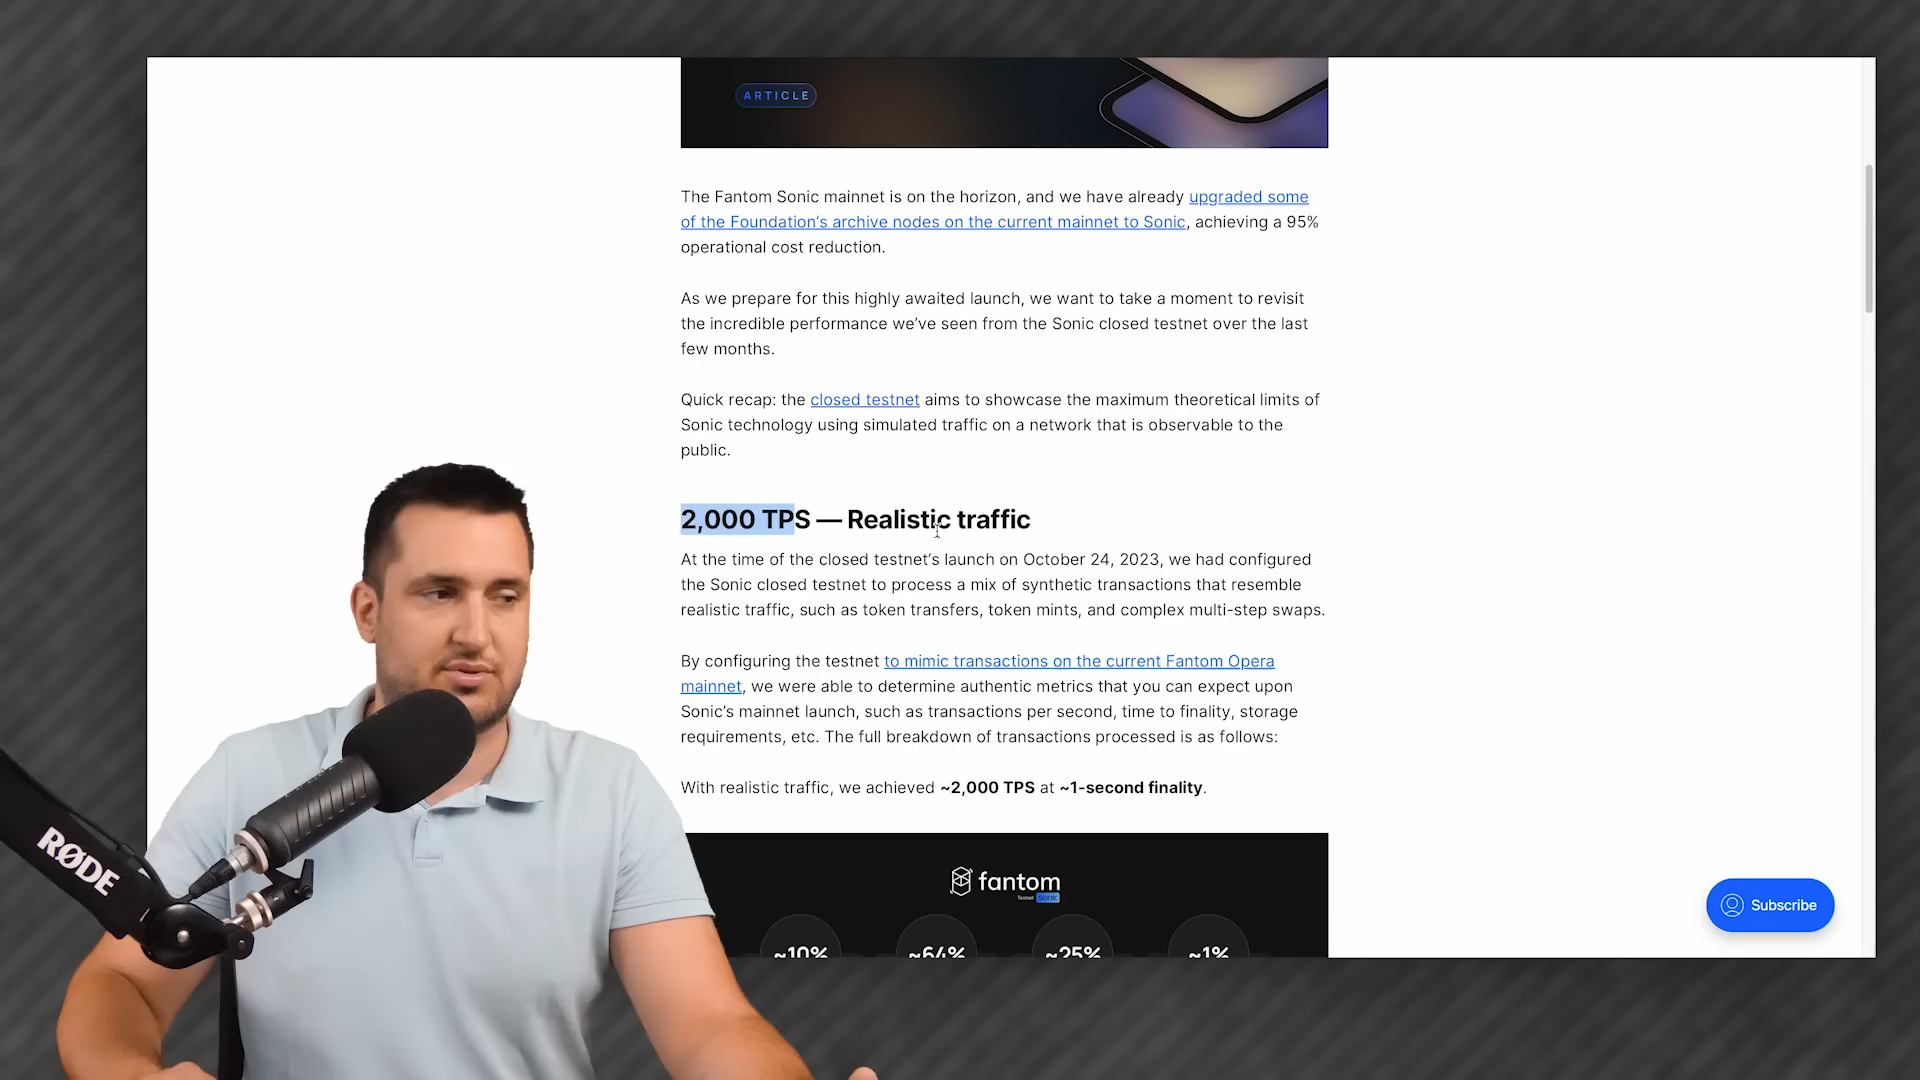 ARTICLE
The Fantom Sonic mainnet is on the horizon, and we have already upgraded some
of the Foundation's archive nodes on the current mainnet to Sonic, achieving a 95%
operational cost reduction.
As we prepare for this highly awaited launch, we want to take a moment to revisit
the incredible performance we've seen from the Sonic closed testnet over the last
few months.
Quick recap: the closed testnet aims to showcase the maximum theoretical limits of
Sonic technology using simulated traffic on a network that is observable to the
public.
2,000 TPS — Realistic traffic
At the time of the closed testnet's launch on October 24, 2023, we had configured
the Sonic closed testnet to process a mix of synthetic transactions that resemble
realistic traffic, such as token transfers, token mints, and complex multi-step swaps.
By configuring the testnet to mimic transactions on the current Fantom Opera
mainnet, we were able to determine authentic metrics that you can expect upon
Sonic's mainnet launch, such as transactions per second, time to finality, storage
requirements, etc. The full breakdown of transactions processed is as follows:
With realistic traffic, we achieved ~2,000 TPS at ~1-second finality.
fantom
Testnet sonic
~10% ~64% ~25% ~1%
Subscribe
RØDE